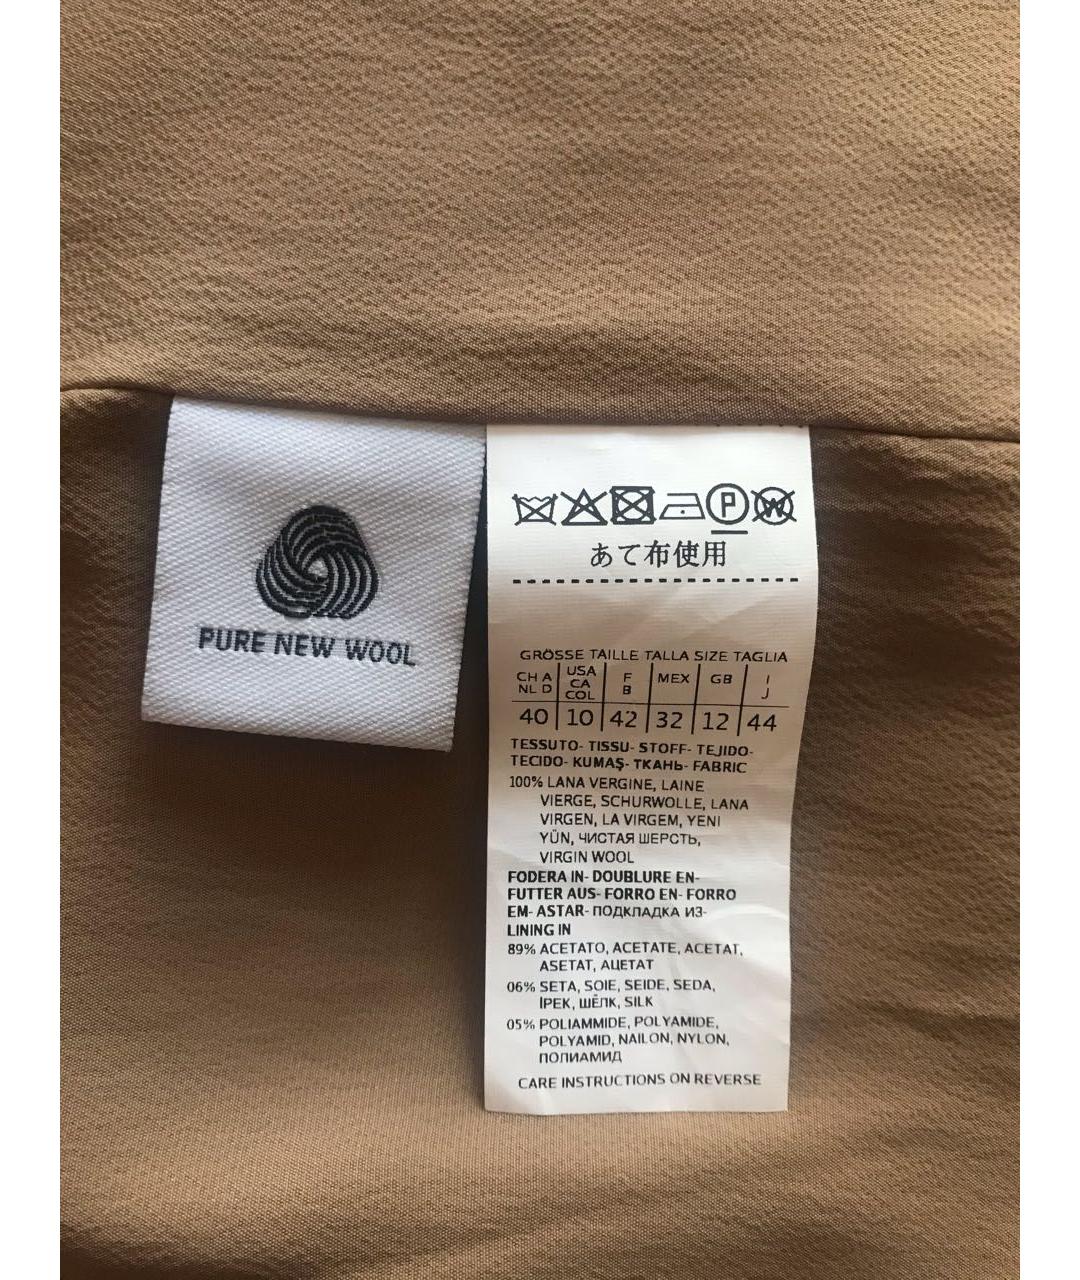 PURE NEW WOOL
P W
あて布使用
GRÖSSE TAILLE TALLA SIZE TAGLIA
CH A NL D USA CA COL F B MEX GB I J
40 10 42 32 12 44
TESSUTO- TISSU- STOFF- TEJIDO-
TECIDO- KUMAŞ- ТКАНЬ- FABRIC
100% LANA VERGINE, LAINE
VIERGE, SCHURWOLLE, LANA
VIRGEN, LA VIRGEM, YENI
YÜN, ЧИСТАЯ ШЕРСТЬ,
VIRGIN WOOL
FODERA IN- DOUBLURE EN-
FUTTER AUS- FORRO EN- FORRO
EM- ASTAR- ПОДКЛАДКА ИЗ-
LINING IN
89% ACETATO, ACETATE, ACETAT,
ASETAT, АЦЕТАТ
06% SETA, SOIE, SEIDE, SEDA,
İPEK, ШЁЛК, SILK
05% POLIAMMIDE, POLYAMIDE,
POLYAMID, NAILON, NYLON,
ПОЛИАМИД
CARE INSTRUCTIONS ON REVERSE